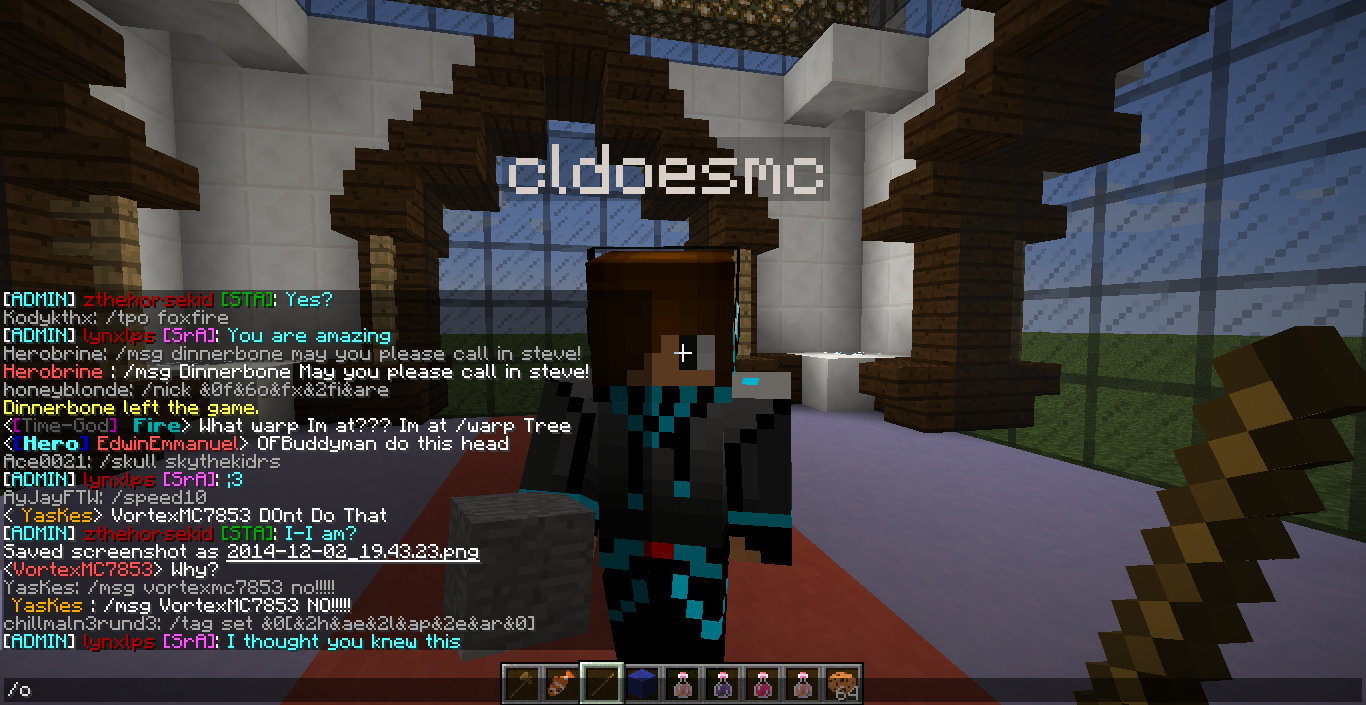 cldoesmc
[ADMIN] zthehorsekid [STA]: Yes?
Kodykthx: /tpo foxfire
[ADMIN] lynxlps [SrA]: You are amazing
Herobrine: /msg dinnerbone may you please call in steve!
Herobrine : /msg Dinnerbone May you please call in steve!
honeyblonde: /nick &0f&6o&fx&2fi&are
Dinnerbone left the game.
<[Time-God] Fire> What warp Im at??? Im at /warp Tree
<[Hero] EdwinEmmanuel> OFBuddyman do this head
Ace0021: /skull skythekidrs
[ADMIN] lynxlps [SrA]: ;3
AyJayFTW: /speed10
< YasKes> VortexMC7853 DOnt Do That
[ADMIN] zthehorsekid [STA]: I-I am?
Saved screenshot as 2014-12-02_19.43.23.png
<VortexMC7853> Why?
YasKes: /msg vortexmc7853 no!!!!!
YasKes : /msg VortexMC7853 NO!!!!!
chillma1n3rund3: /tag set &0[&2h&ae&2l&ap&2e&ar&0]
[ADMIN] lynxlps [SrA]: I thought you knew this
/o
64